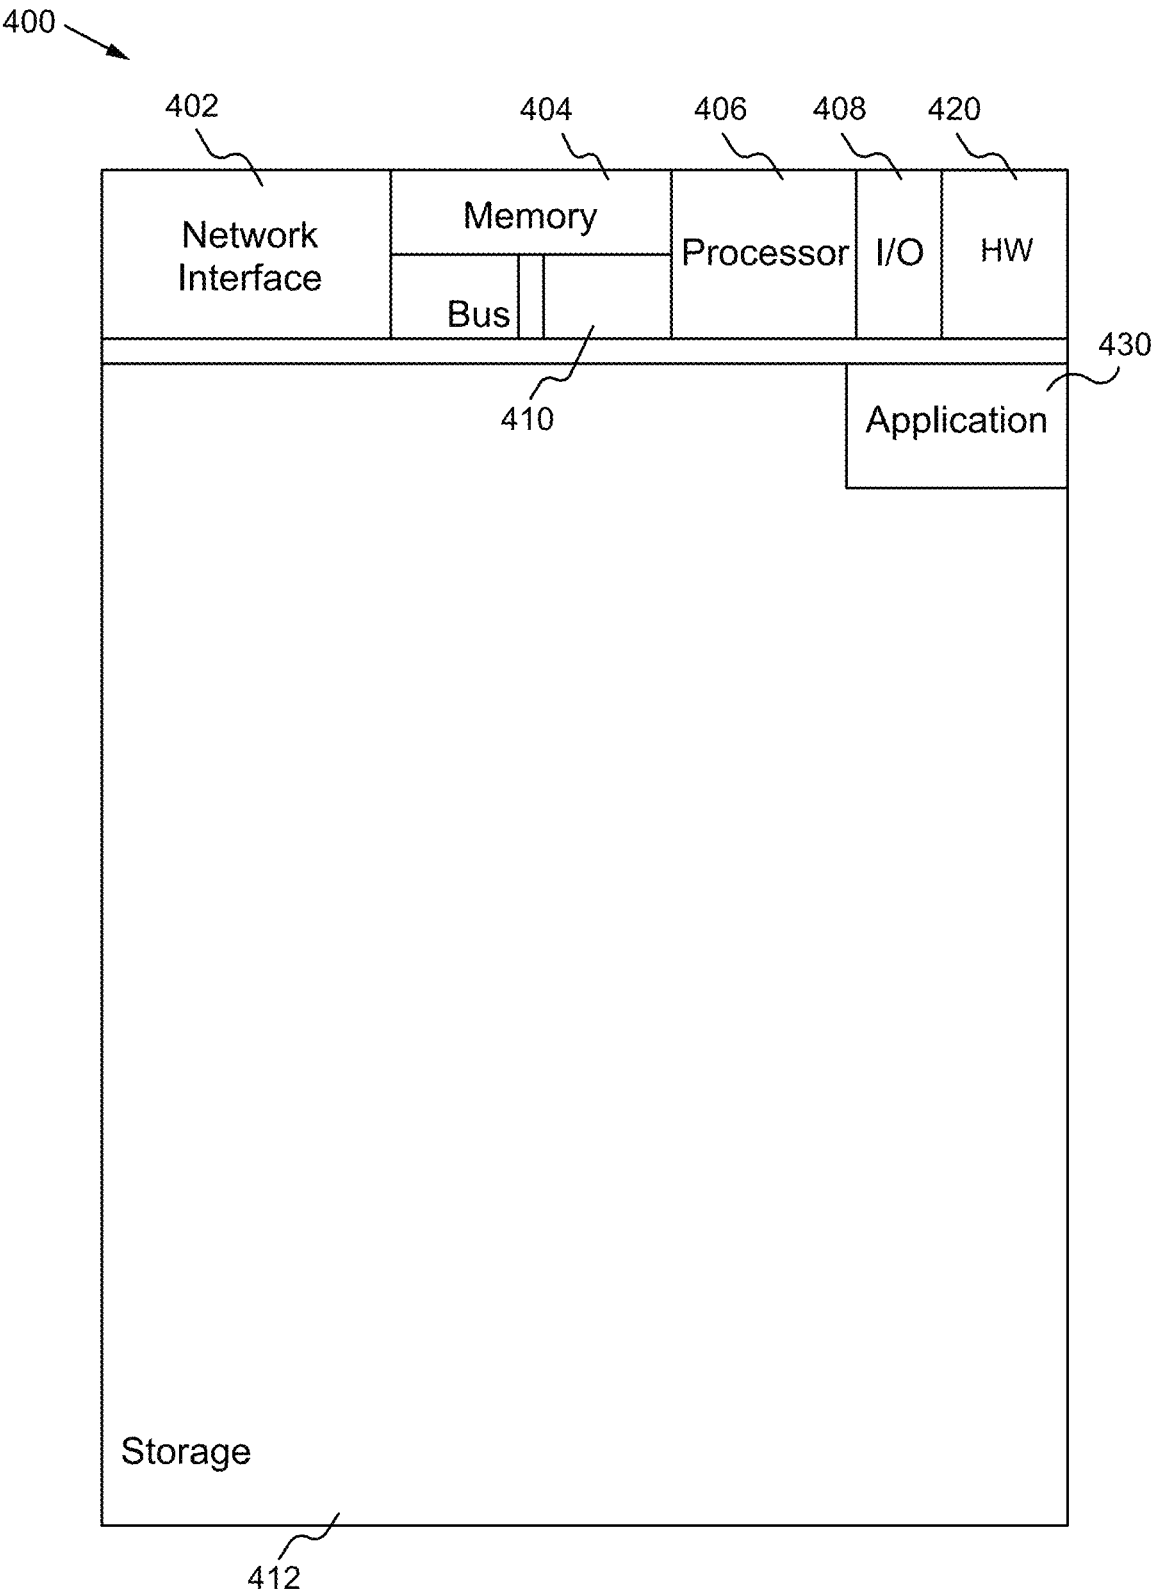 400
402
404
406
408
420
Network
Interface
Memory
Processor
I/O
HW
Bus
430
410
Application
Storage
412